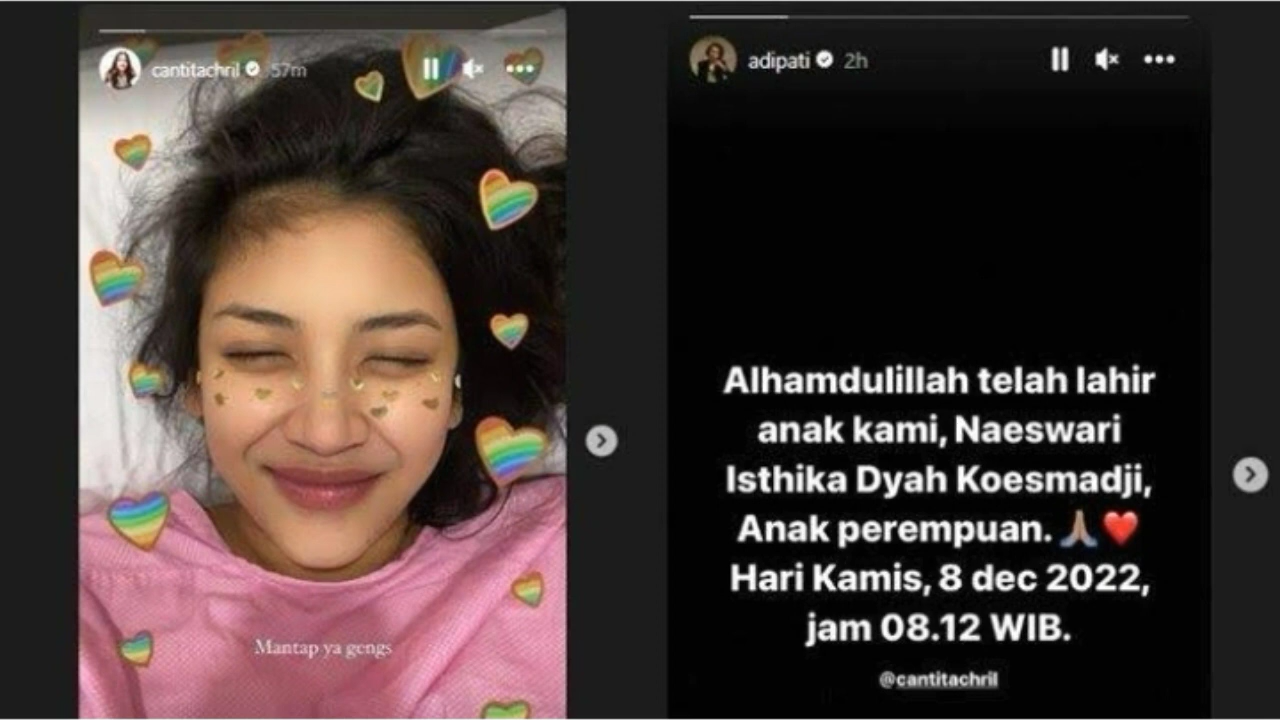 cantitachril 57m
Mantap ya gengs
adipati 2h
Alhamdulillah telah lahir
anak kami, Naeswari
Isthika Dyah Koesmadji,
Anak perempuan. 🙏🏽❤️
Hari Kamis, 8 dec 2022,
jam 08.12 WIB.
@cantitachril